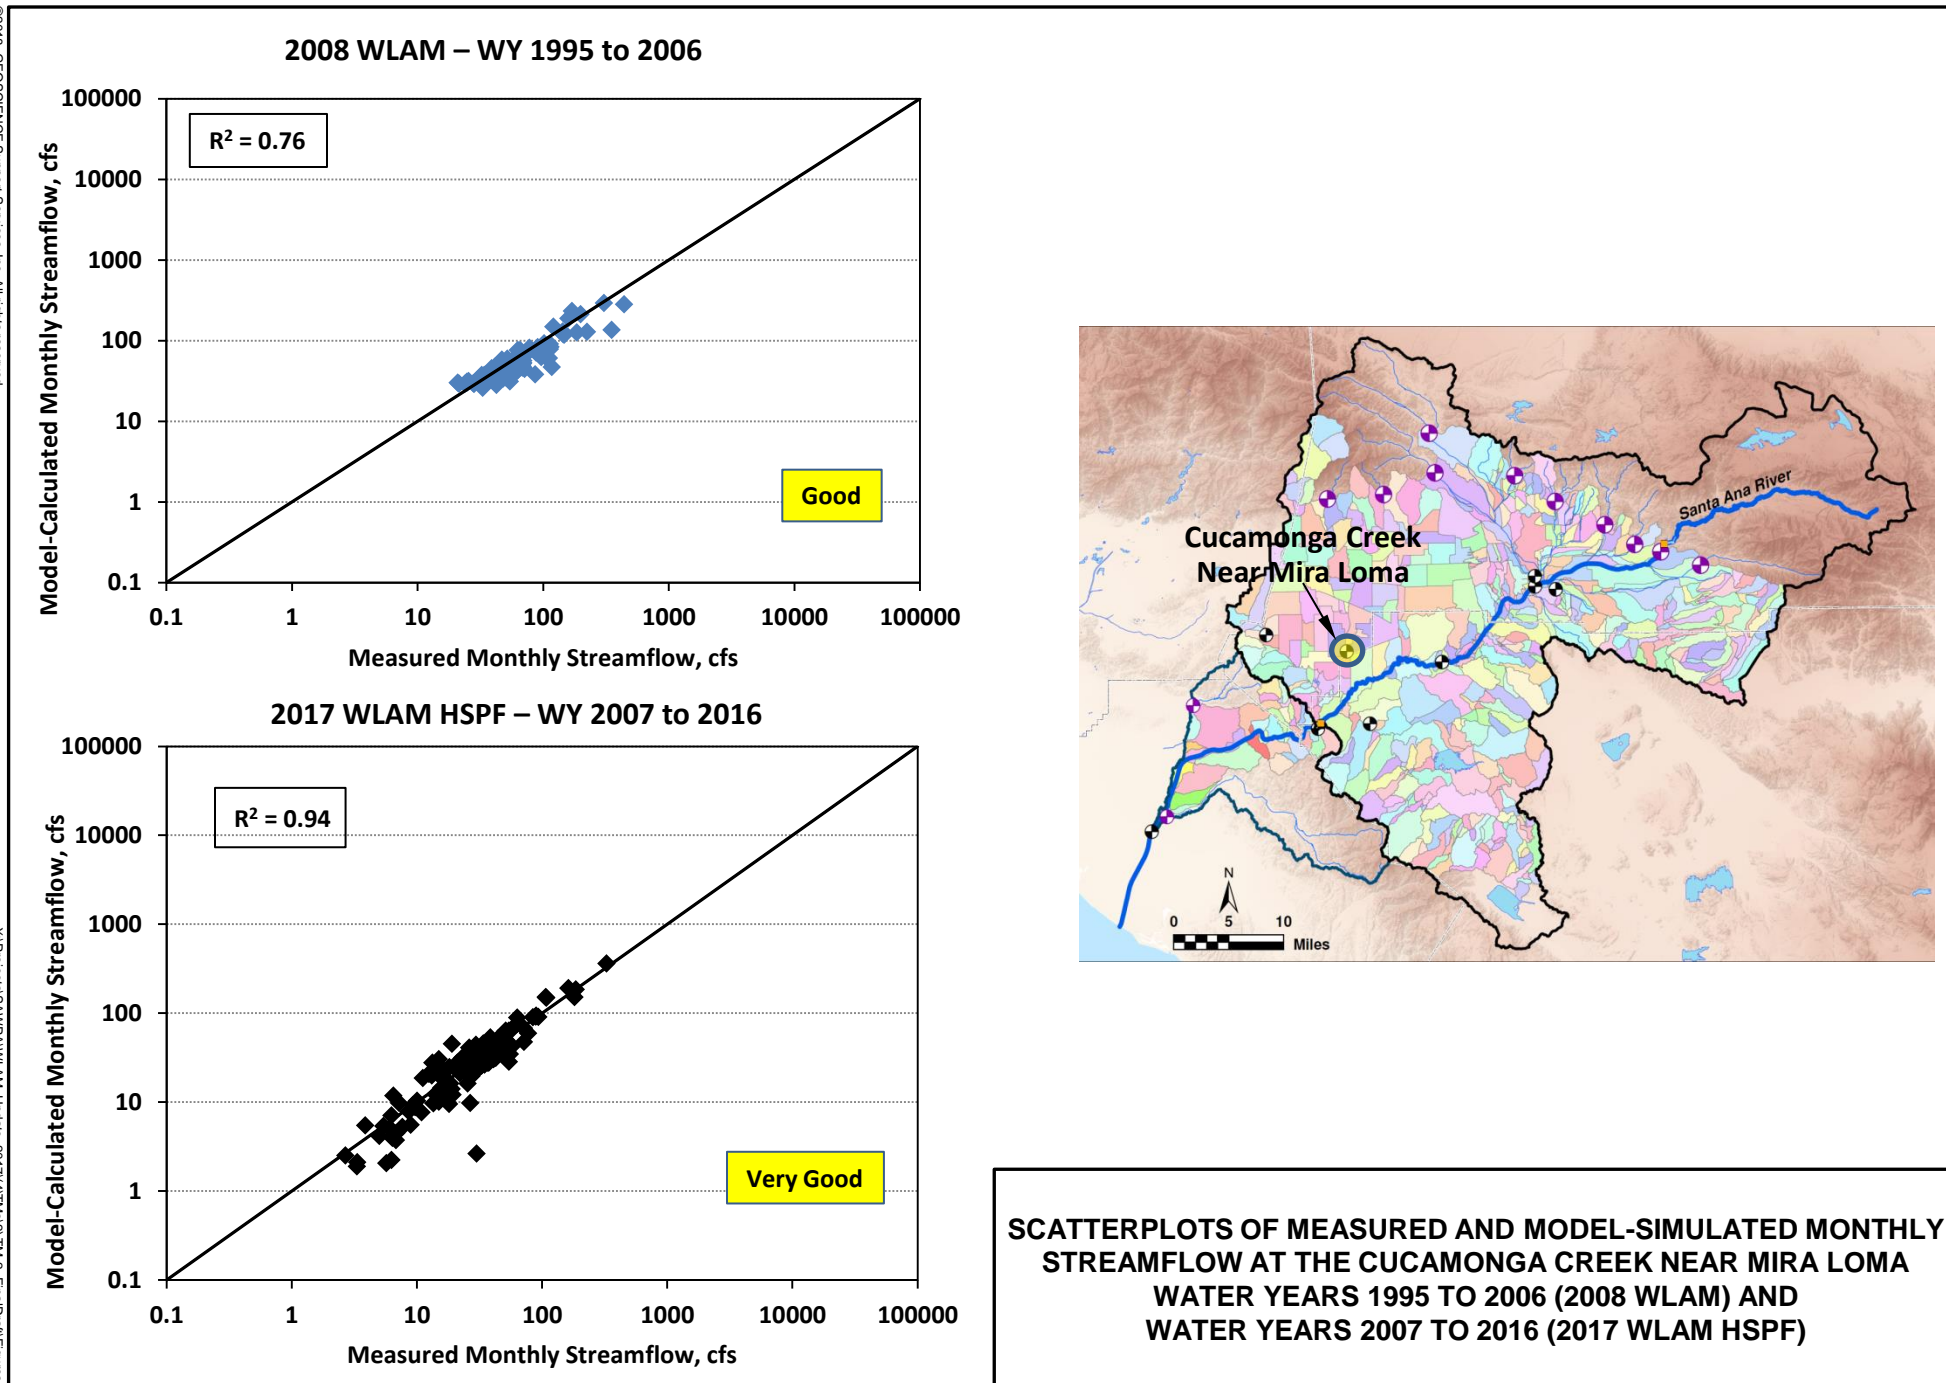 2008 WLAM – WY 1995 to 2006
100000
10000
1000
100
10
1
0.1
R² = 0.76
Good
0.1 1 10 100 1000 10000 100000
Model-Calculated Monthly Streamflow, cfs
Measured Monthly Streamflow, cfs
2017 WLAM HSPF – WY 2007 to 2016
100000
10000
1000
100
10
1
0.1
R² = 0.94
Very Good
0.1 1 10 100 1000 10000 100000
Model-Calculated Monthly Streamflow, cfs
Measured Monthly Streamflow, cfs
Santa Ana River
Cucamonga Creek
Near Mira Loma
N
0 5 10
Miles
SCATTERPLOTS OF MEASURED AND MODEL-SIMULATED MONTHLY
STREAMFLOW AT THE CUCAMONGA CREEK NEAR MIRA LOMA
WATER YEARS 1995 TO 2006 (2008 WLAM) AND
WATER YEARS 2007 TO 2016 (2017 WLAM HSPF)